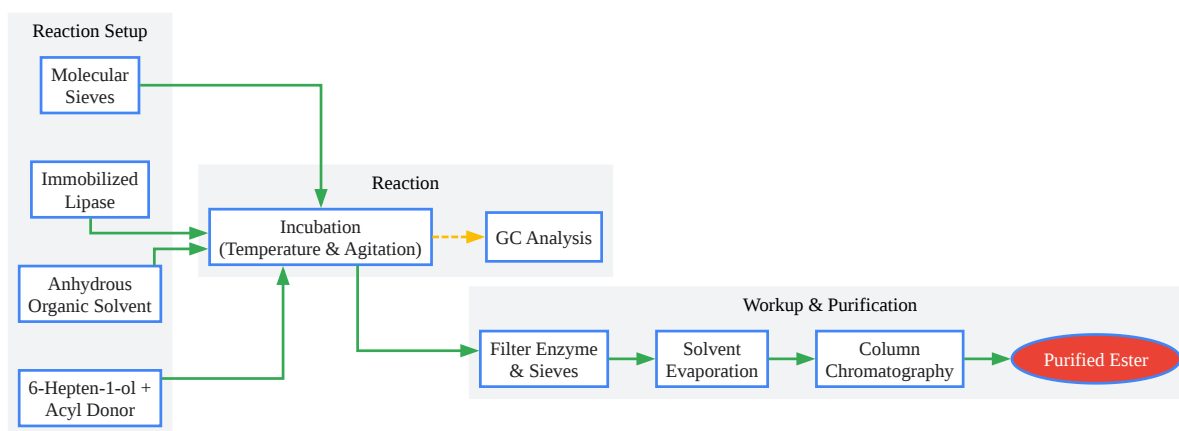 Reaction Setup
Molecular
Sieves
Immobilized
Lipase
Anhydrous
Organic Solvent
6-Hepten-1-ol +
Acyl Donor
Reaction
Incubation
(Temperature & Agitation)
GC Analysis
Workup & Purification
Filter Enzyme
& Sieves
Solvent
Evaporation
Column
Chromatography
Purified Ester